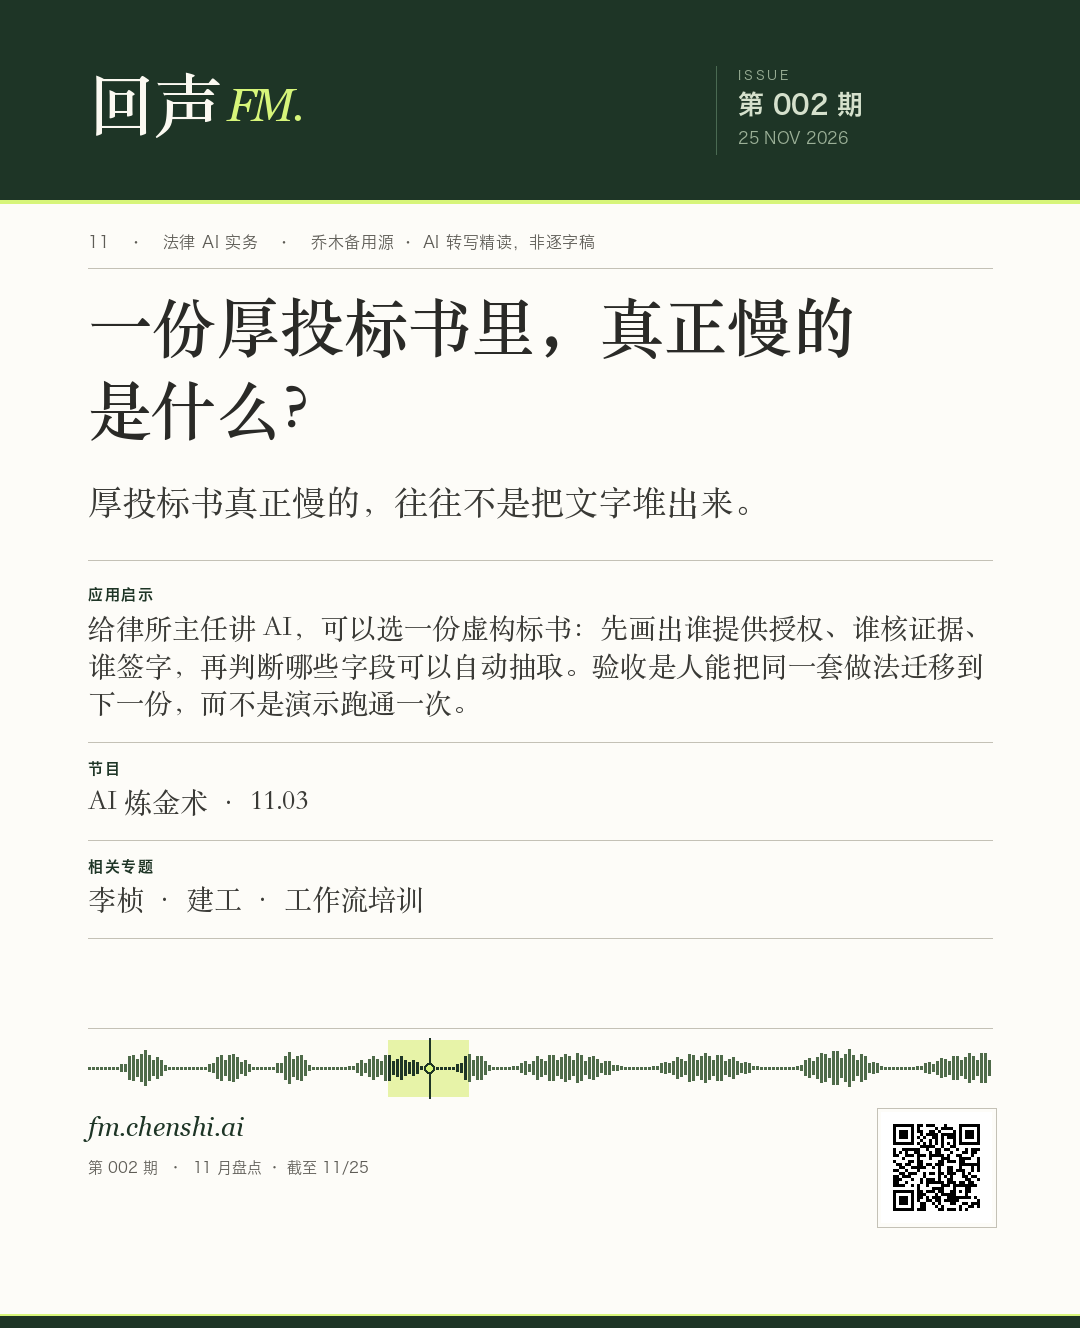 回声 FM.
ISSUE
第 002 期
25 NOV 2026
11 · 法律 AI 实务 · 乔木备用源 · AI 转写精读，非逐字稿
一份厚投标书里，真正慢的
是什么？
厚投标书真正慢的，往往不是把文字堆出来。
应用启示
给律所主任讲 AI，可以选一份虚构标书：先画出谁提供授权、谁核证据、
谁签字，再判断哪些字段可以自动抽取。验收是人能把同一套做法迁移到
下一份，而不是演示跑通一次。
节目
AI 炼金术 · 11.03
相关专题
李桢 · 建工 · 工作流培训
fm.chenshi.ai
第 002 期 · 11 月盘点 · 截至 11/25